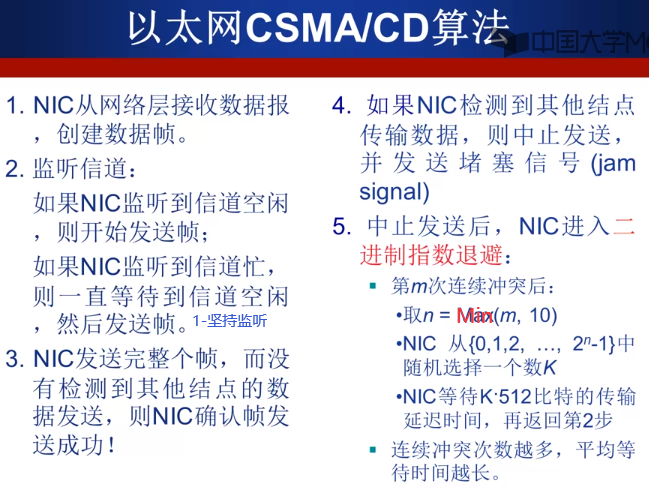 以太网CSMA/CD算法
中国大学M
1. NIC从网络层接收数据报
，创建数据帧。
2. 监听信道：
如果NIC监听到信道空闲
，则开始发送帧；
如果NIC监听到信道忙，
则一直等待到信道空闲
，然后发送帧。1-坚持监听
3. NIC发送完整个帧，而没
有检测到其他结点的数
据发送，则NIC确认帧发
送成功！
4. 如果NIC检测到其他结点
传输数据，则中止发送，
并发送堵塞信号(jam
signal)
5. 中止发送后，NIC进入二
进制指数退避：
▪ 第m次连续冲突后：
•取n = Min(m, 10)
•NIC 从{0,1,2, …, 2ⁿ-1}中
随机选择一个数K
•NIC等待K·512比特的传输
延迟时间，再返回第2步
▪ 连续冲突次数越多，平均等
待时间越长。